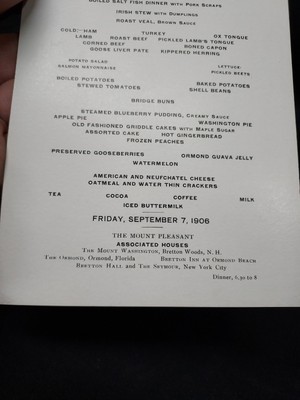 BOILED SALT FISH DINNER WITH PORK SCRAPS
IRISH STEW WITH DUMPLINGS
ROAST VEAL, BROWN SAUCE
COLD:-HAM TURKEY OX TONGUE
LAMB ROAST BEEF PICKLED LAMB'S TONGUE
CORNED BEEF BONED CAPON
GOOSE LIVER PATE KIPPERED HERRING
POTATO SALAD LETTUCE
SALMON MAYONNAISE PICKLED BEETS
BOILED POTATOES BAKED POTATOES
STEWED TOMATOES SHELL BEANS
BRIDGE BUNS
STEAMED BLUEBERRY PUDDING, CREAMY SAUCE
APPLE PIE WASHINGTON PIE
OLD FASHIONED GRIDDLE CAKES WITH MAPLE SUGAR
ASSORTED CAKE HOT GINGERBREAD
FROZEN PEACHES
PRESERVED GOOSEBERRIES ORMOND GUAVA JELLY
WATERMELON
AMERICAN AND NEUFCHATEL CHEESE
OATMEAL AND WATER THIN CRACKERS
TEA COCOA COFFEE MILK
ICED BUTTERMILK
FRIDAY, SEPTEMBER 7, 1906
THE MOUNT PLEASANT
ASSOCIATED HOUSES
THE MOUNT WASHINGTON, Bretton Woods, N. H.
THE ORMOND, Ormond, Florida BRETTON INN AT ORMOND BEACH
BRETTON HALL AND THE SEYMOUR, New York City
Dinner, 6.30 to 8